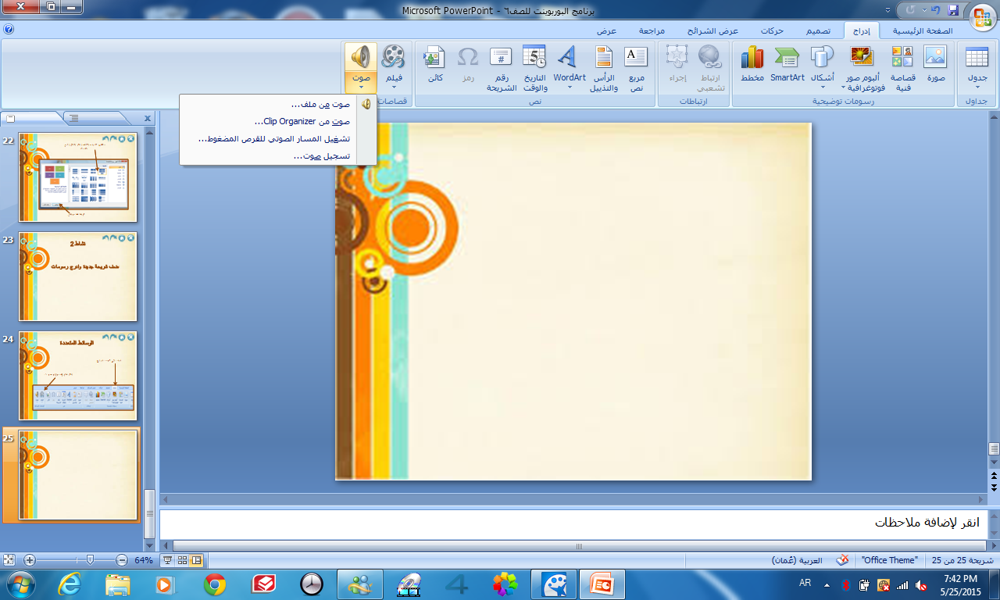 برنامج البوربوينت للصف٦ - Microsoft PowerPoint
الصفحة الرئيسية
إدراج
تصميم
حركات
عرض الشرائح
مراجعة
عرض
جدول
صورة
قصاصة فنية
ألبوم صور فوتوغرافية
أشكال
SmartArt
مخطط
ارتباط تشعبي
إجراء
مربع نص
الرأس والتذييل
WordArt
التاريخ والوقت
رقم الشريحة
رمز
كائن
فيلم
صوت
جداول
رسومات توضيحية
ارتباطات
نص
قصاصات
صوت من ملف...
صوت من Clip Organizer...
تشغيل المسار الصوتي للقرص المضغوط...
تسجيل صوت...
22
23
نشاط 2
24
الوسائط المتعددة
25
انقر لإضافة ملاحظات
شريحة 25 من 25
"Office Theme"
العربية (عُمان)
64%
AR
7:42 PM
5/25/2015